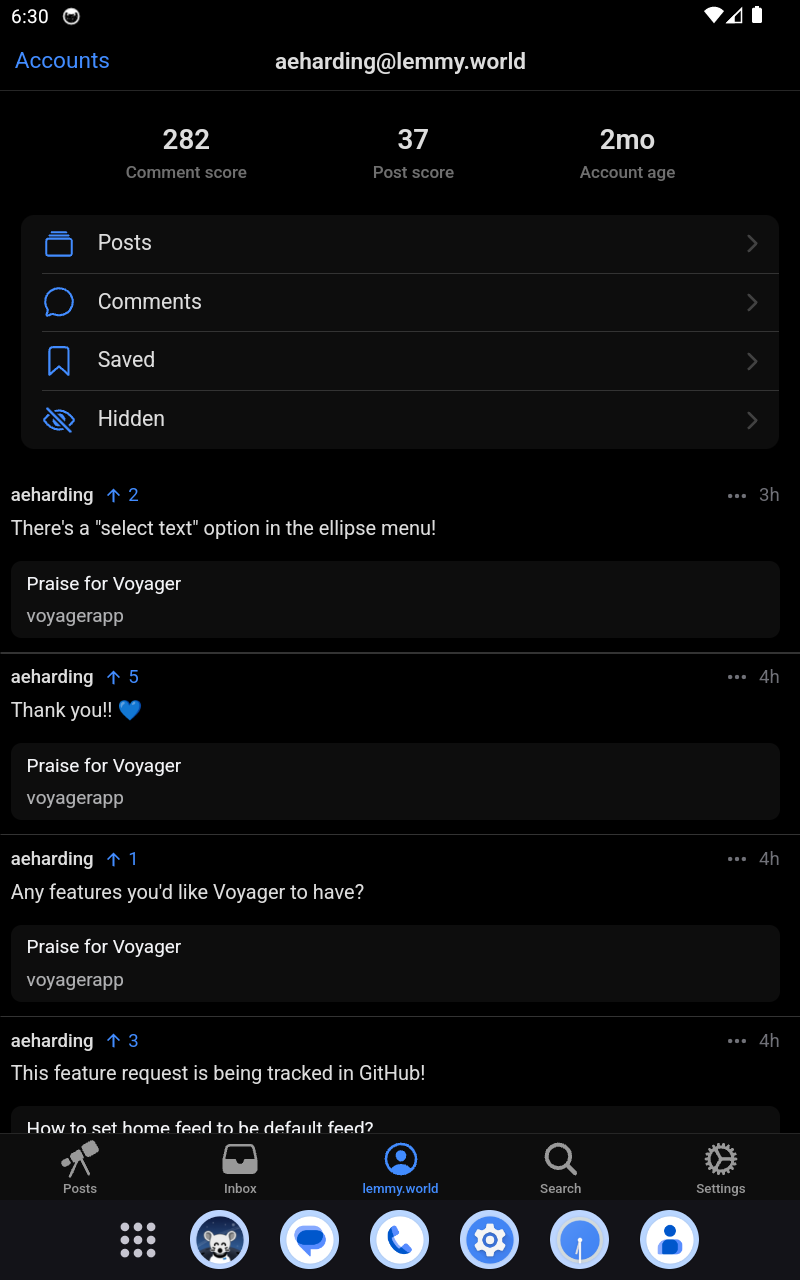 6:30
Accounts
aeharding@lemmy.world
282 37 2mo
Comment score Post score Account age
Posts
Comments
Saved
Hidden
aeharding 2 3h
There's a "select text" option in the ellipse menu!
Praise for Voyager
voyagerapp
aeharding 5 4h
Thank you!! 💙
Praise for Voyager
voyagerapp
aeharding 1 4h
Any features you'd like Voyager to have?
Praise for Voyager
voyagerapp
aeharding 3 4h
This feature request is being tracked in GitHub!
How to set home feed to be default feed?
Posts Inbox lemmy.world Search Settings